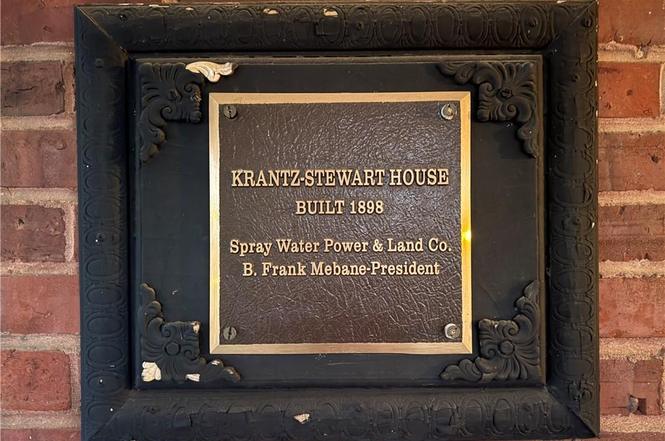 KRANTZ-STEWART HOUSE
BUILT 1898
Spray Water Power & Land Co.
B. Frank Mebane-President